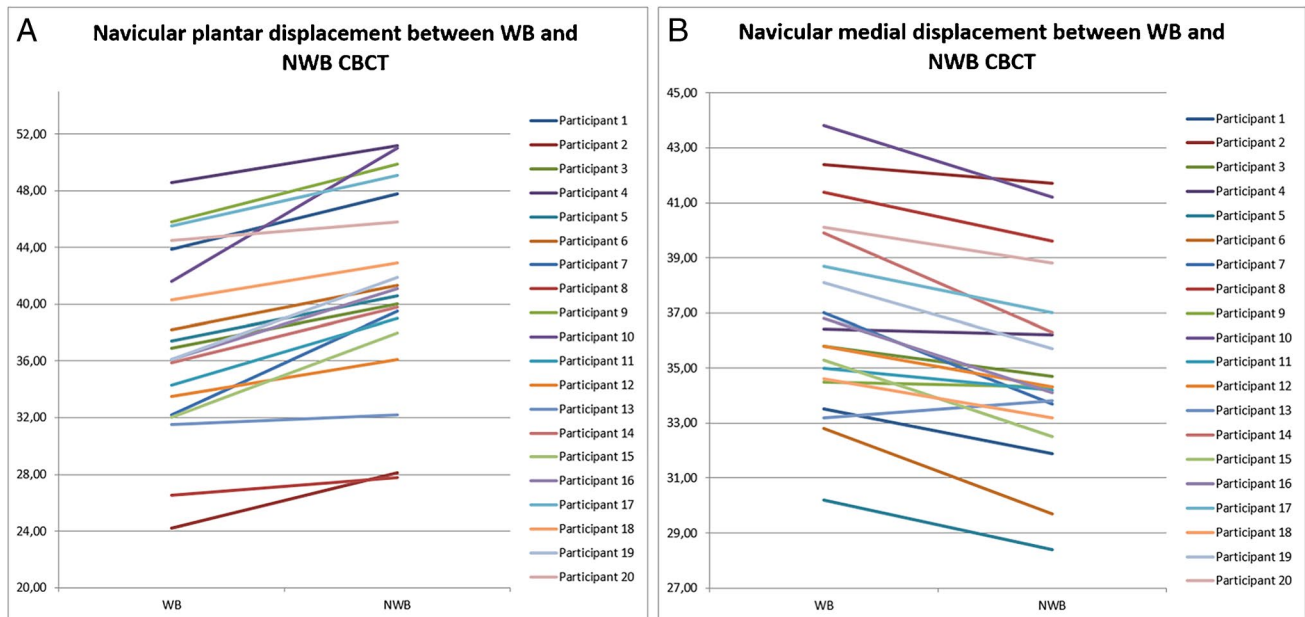 A
Navicular plantar displacement between WB and
NWB CBCT
52,00
48,00
44,00
40,00
36,00
32,00
28,00
24,00
20,00
WB
NWB
Participant 1
Participant 2
Participant 3
Participant 4
Participant 5
Participant 6
Participant 7
Participant 8
Participant 9
Participant 10
Participant 11
Participant 12
Participant 13
Participant 14
Participant 15
Participant 16
Participant 17
Participant 18
Participant 19
Participant 20
B
Navicular medial displacement between WB and
NWB CBCT
45,00
43,00
41,00
39,00
37,00
35,00
33,00
31,00
29,00
27,00
WB
NWB
Participant 1
Participant 2
Participant 3
Participant 4
Participant 5
Participant 6
Participant 7
Participant 8
Participant 9
Participant 10
Participant 11
Participant 12
Participant 13
Participant 14
Participant 15
Participant 16
Participant 17
Participant 18
Participant 19
Participant 20